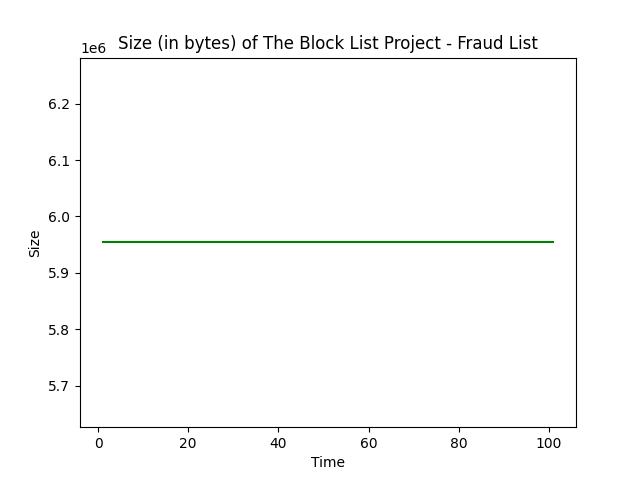 Size (in bytes) of The Block List Project - Fraud List
1e6
6.2
6.1
6.0
5.9
5.8
5.7
Size
0 20 40 60 80 100
Time